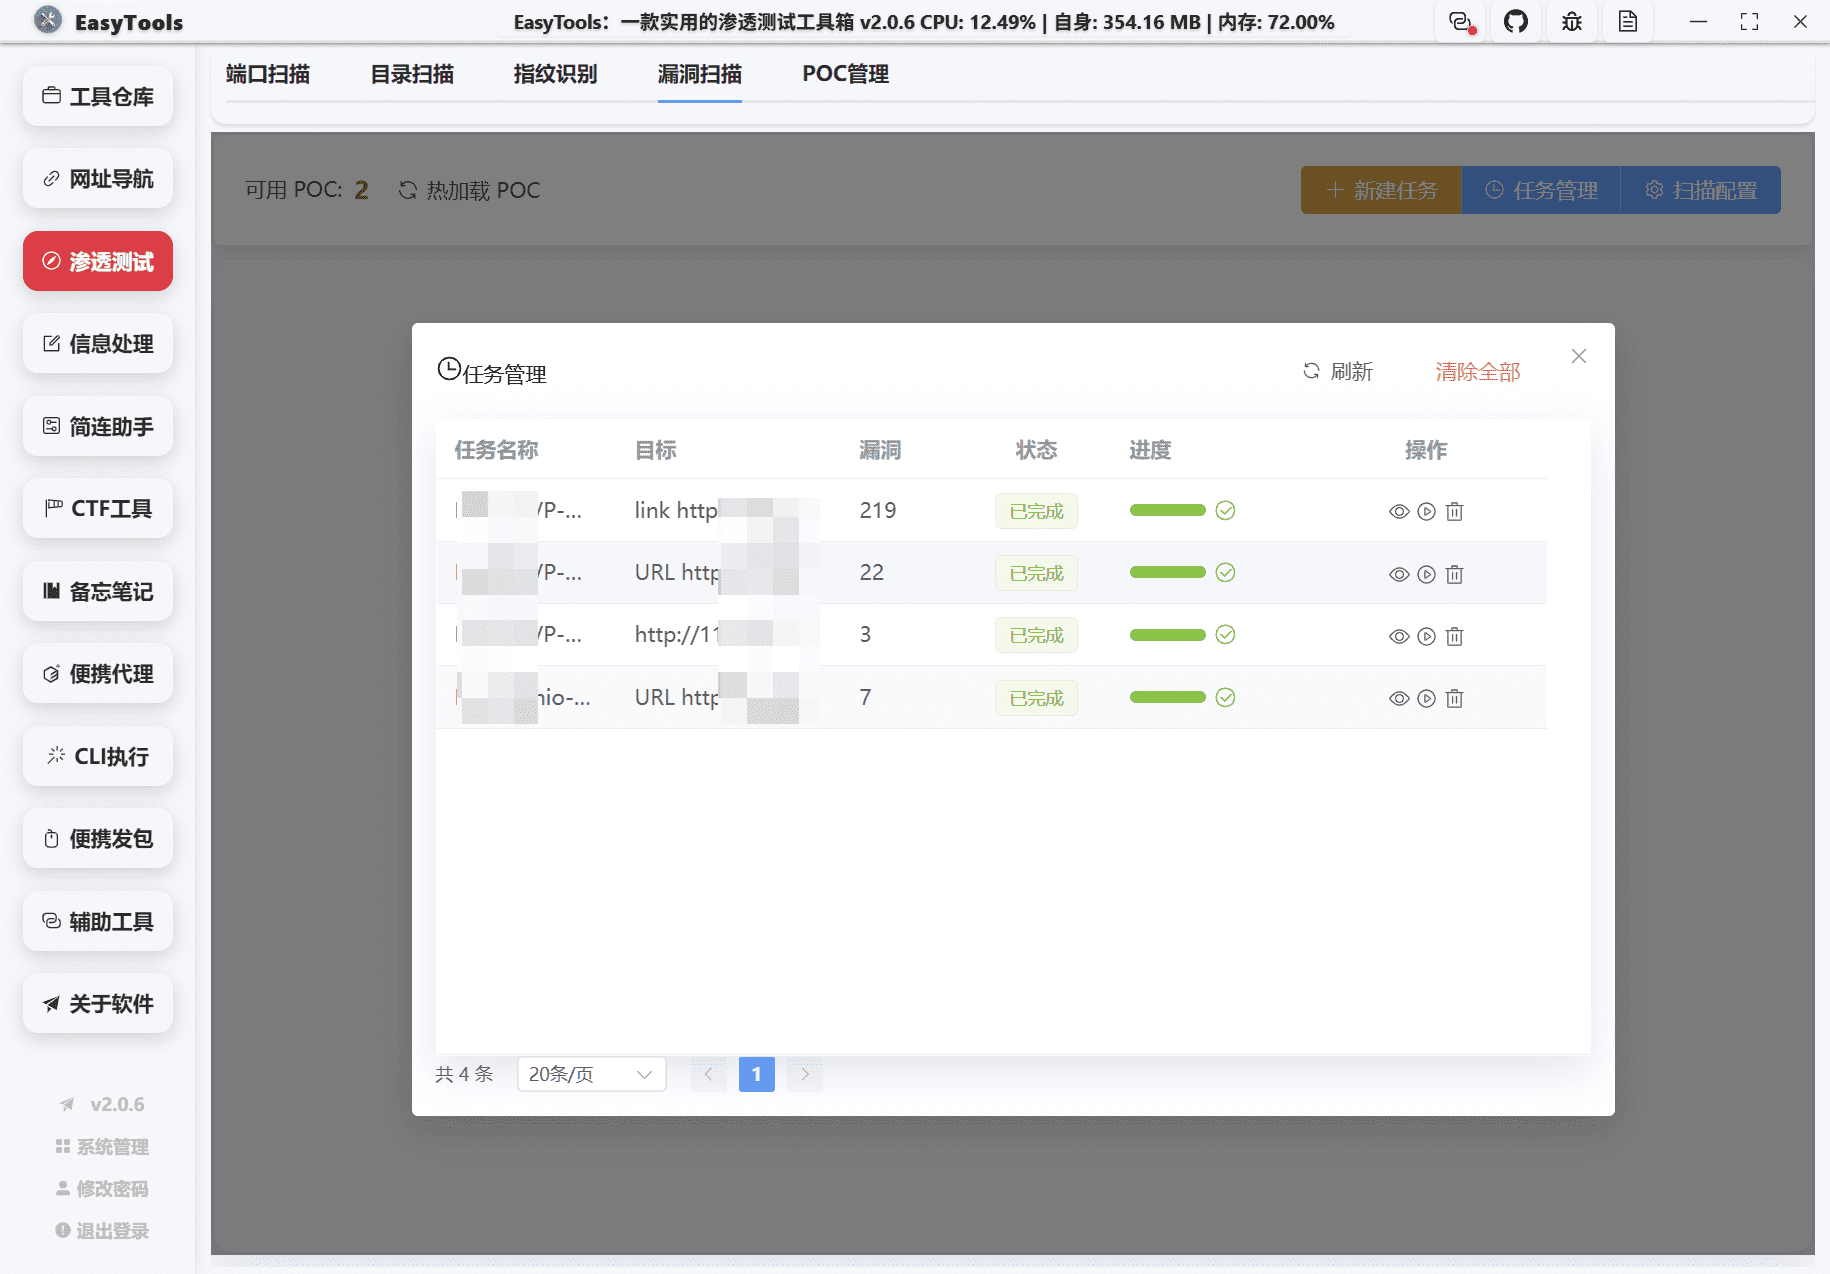 EasyTools
EasyTools：一款实用的渗透测试工具箱 v2.0.6 CPU: 12.49% | 自身: 354.16 MB | 内存: 72.00%
工具仓库
网址导航
渗透测试
信息处理
简连助手
CTF工具
备忘笔记
便携代理
CLI执行
便携发包
辅助工具
关于软件
v2.0.6
系统管理
修改密码
退出登录
端口扫描 目录扫描 指纹识别 漏洞扫描 POC管理
可用 POC: 2 热加载 POC 新建任务 任务管理 扫描配置
任务管理 刷新 清除全部
任务名称 目标 漏洞 状态 进度 操作
/P-... link http 219 已完成
/P-... URL http 22 已完成
/P-... http://11 3 已完成
nio-... URL http 7 已完成
共 4 条 20条/页 1